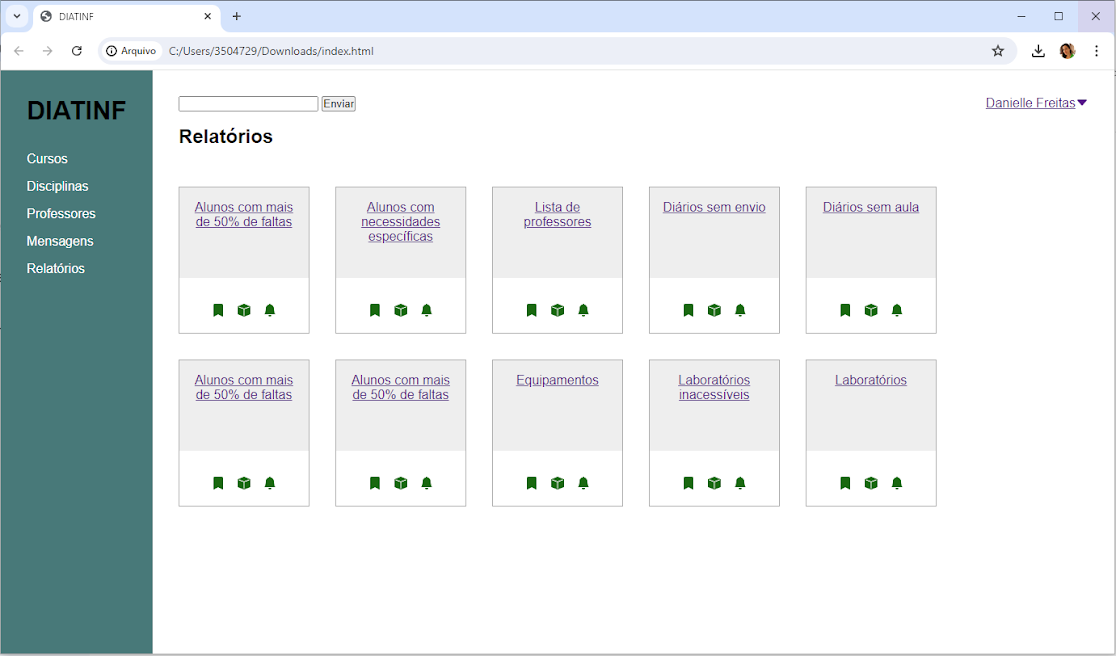 DIATINF
Arquivo C:/Users/3504729/Downloads/index.html
DIATINF
Cursos
Disciplinas
Professores
Mensagens
Relatórios
Enviar
Danielle Freitas
Relatórios
Alunos com mais
de 50% de faltas
Alunos com
necessidades
específicas
Lista de
professores
Diários sem envio
Diários sem aula
Alunos com mais
de 50% de faltas
Alunos com mais
de 50% de faltas
Equipamentos
Laboratórios
inacessíveis
Laboratórios